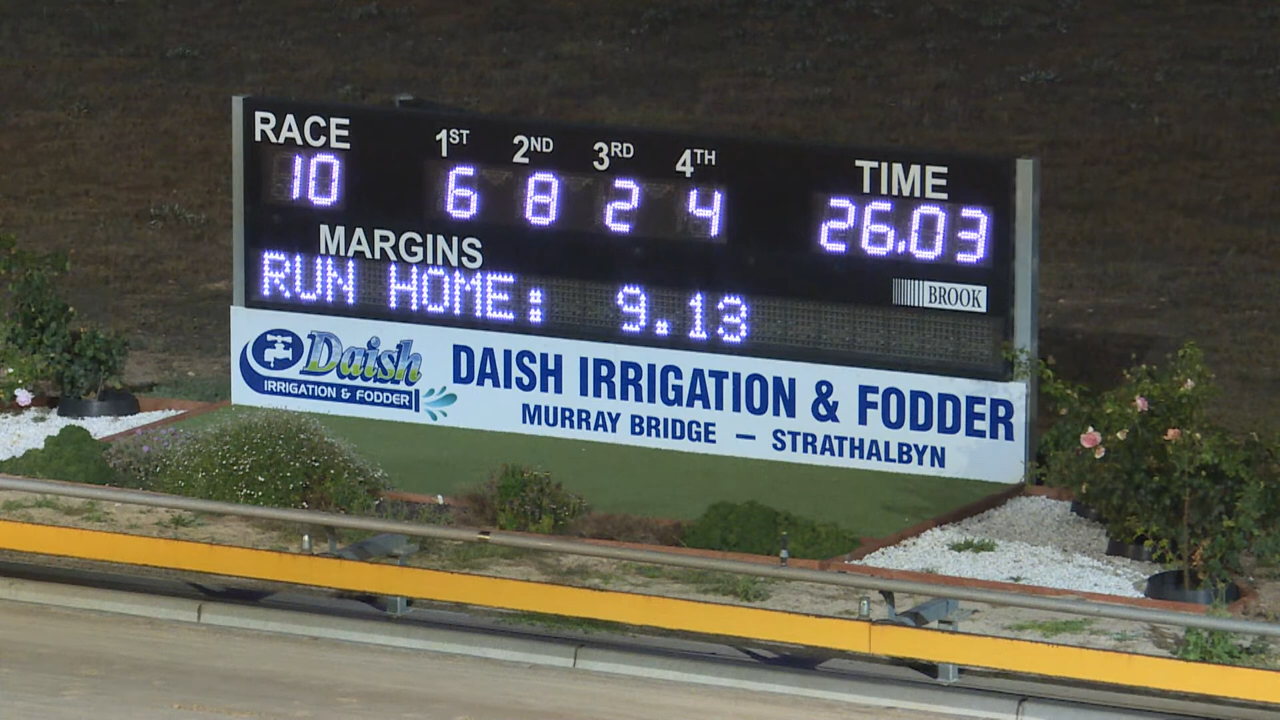 RACE 1ST 2ND 3RD 4TH TIME
10 6 8 2 4 26.03
MARGINS
RUN HOME: 9.13
BROOK
Daish
IRRIGATION & FODDER
DAISH IRRIGATION & FODDER
MURRAY BRIDGE — STRATHALBYN